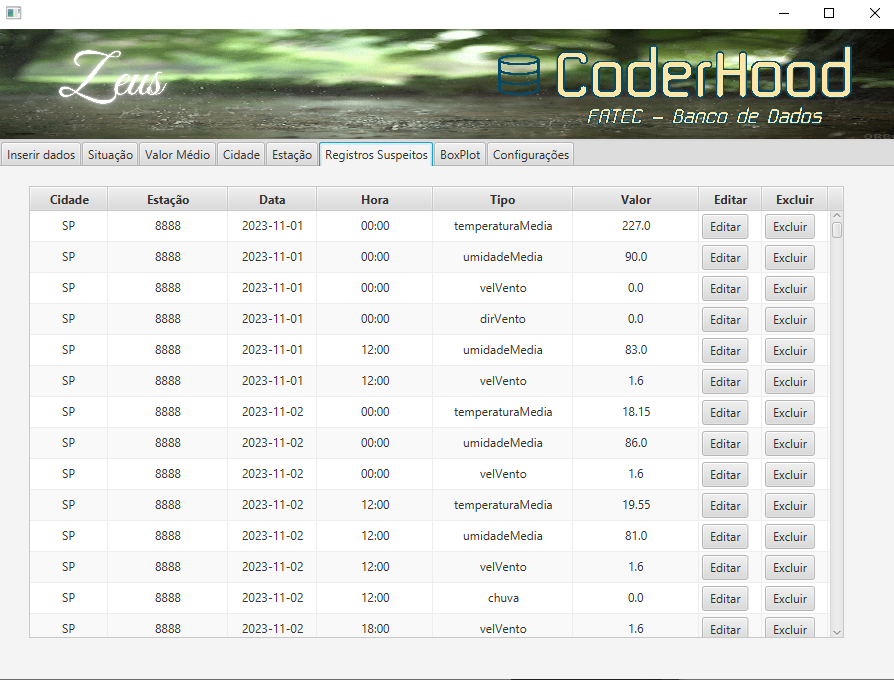 Zeus
CoderHood
FATEC - Banco de Dados
Inserir dados Situação Valor Médio Cidade Estação Registros Suspeitos BoxPlot Configurações
Cidade Estação Data Hora Tipo Valor Editar Excluir
SP 8888 2023-11-01 00:00 temperaturaMedia 227.0 Editar Excluir
SP 8888 2023-11-01 00:00 umidadeMedia 90.0 Editar Excluir
SP 8888 2023-11-01 00:00 velVento 0.0 Editar Excluir
SP 8888 2023-11-01 00:00 dirVento 0.0 Editar Excluir
SP 8888 2023-11-01 12:00 umidadeMedia 83.0 Editar Excluir
SP 8888 2023-11-01 12:00 velVento 1.6 Editar Excluir
SP 8888 2023-11-02 00:00 temperaturaMedia 18.15 Editar Excluir
SP 8888 2023-11-02 00:00 umidadeMedia 86.0 Editar Excluir
SP 8888 2023-11-02 00:00 velVento 1.6 Editar Excluir
SP 8888 2023-11-02 12:00 temperaturaMedia 19.55 Editar Excluir
SP 8888 2023-11-02 12:00 umidadeMedia 81.0 Editar Excluir
SP 8888 2023-11-02 12:00 velVento 1.6 Editar Excluir
SP 8888 2023-11-02 12:00 chuva 0.0 Editar Excluir
SP 8888 2023-11-02 18:00 velVento 1.6 Editar Excluir